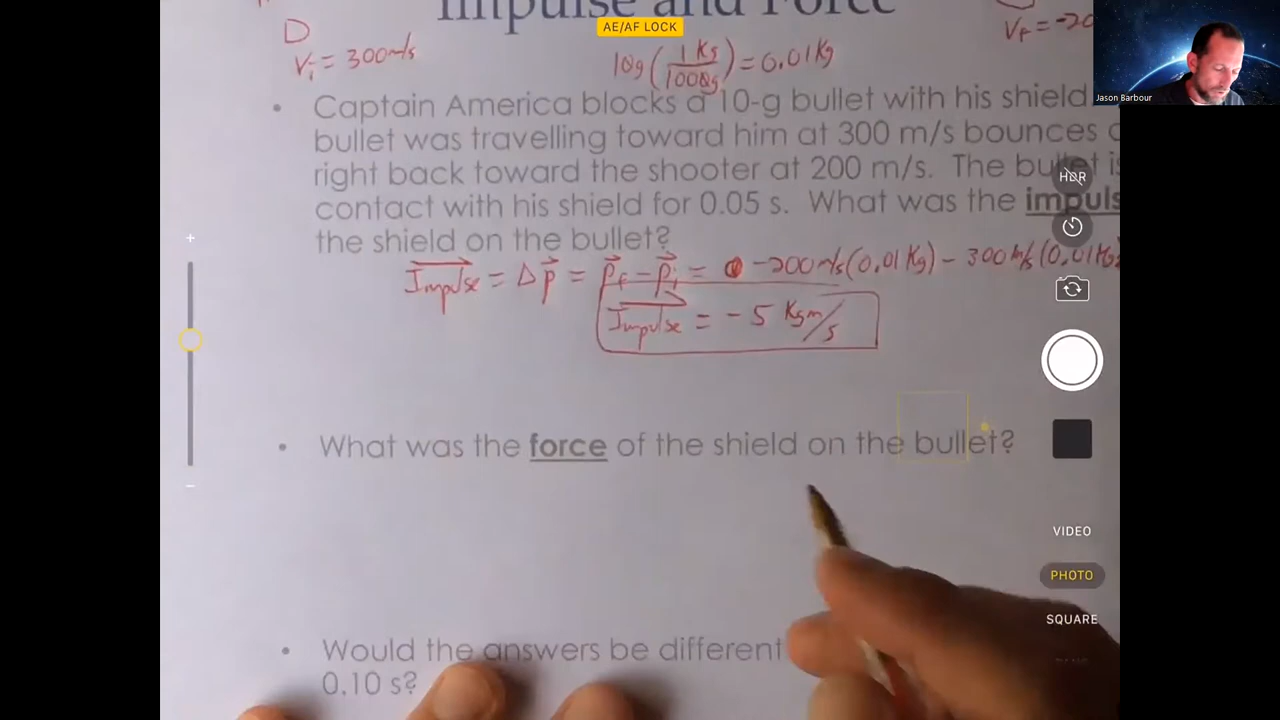 Impulse and Force
AE/AF LOCK
D
Vi = 300 m/s
10g (1 Kg / 1000g) = 0.01 Kg
Jason Barbour
• Captain America blocks a 10-g bullet with his shield
bullet was travelling toward him at 300 m/s bounces
right back toward the shooter at 200 m/s. The bullet
contact with his shield for 0.05 s. What was the
the shield on the bullet?
HDR
Impulse = Δp = pf - pi = -200 m/s (0.01 Kg) - 300 m/s (0.01 Kg)
Impulse = -5 Kgm/s
• What was the force of the shield on the bullet?
VIDEO
PHOTO
SQUARE
• Would the answers be different
0.10 s?